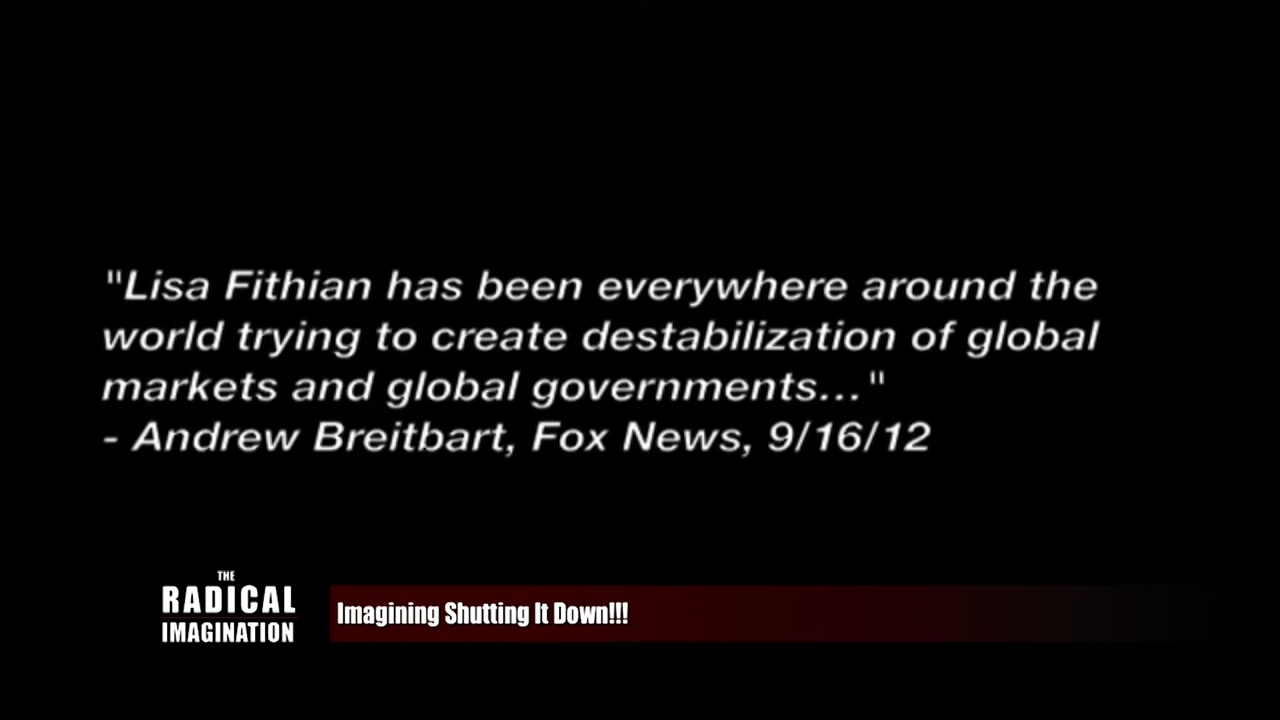 "Lisa Fithian has been everywhere around the
world trying to create destabilization of global
markets and global governments..."
- Andrew Breitbart, Fox News, 9/16/12
THE
RADICAL
IMAGINATION
Imagining Shutting It Down!!!